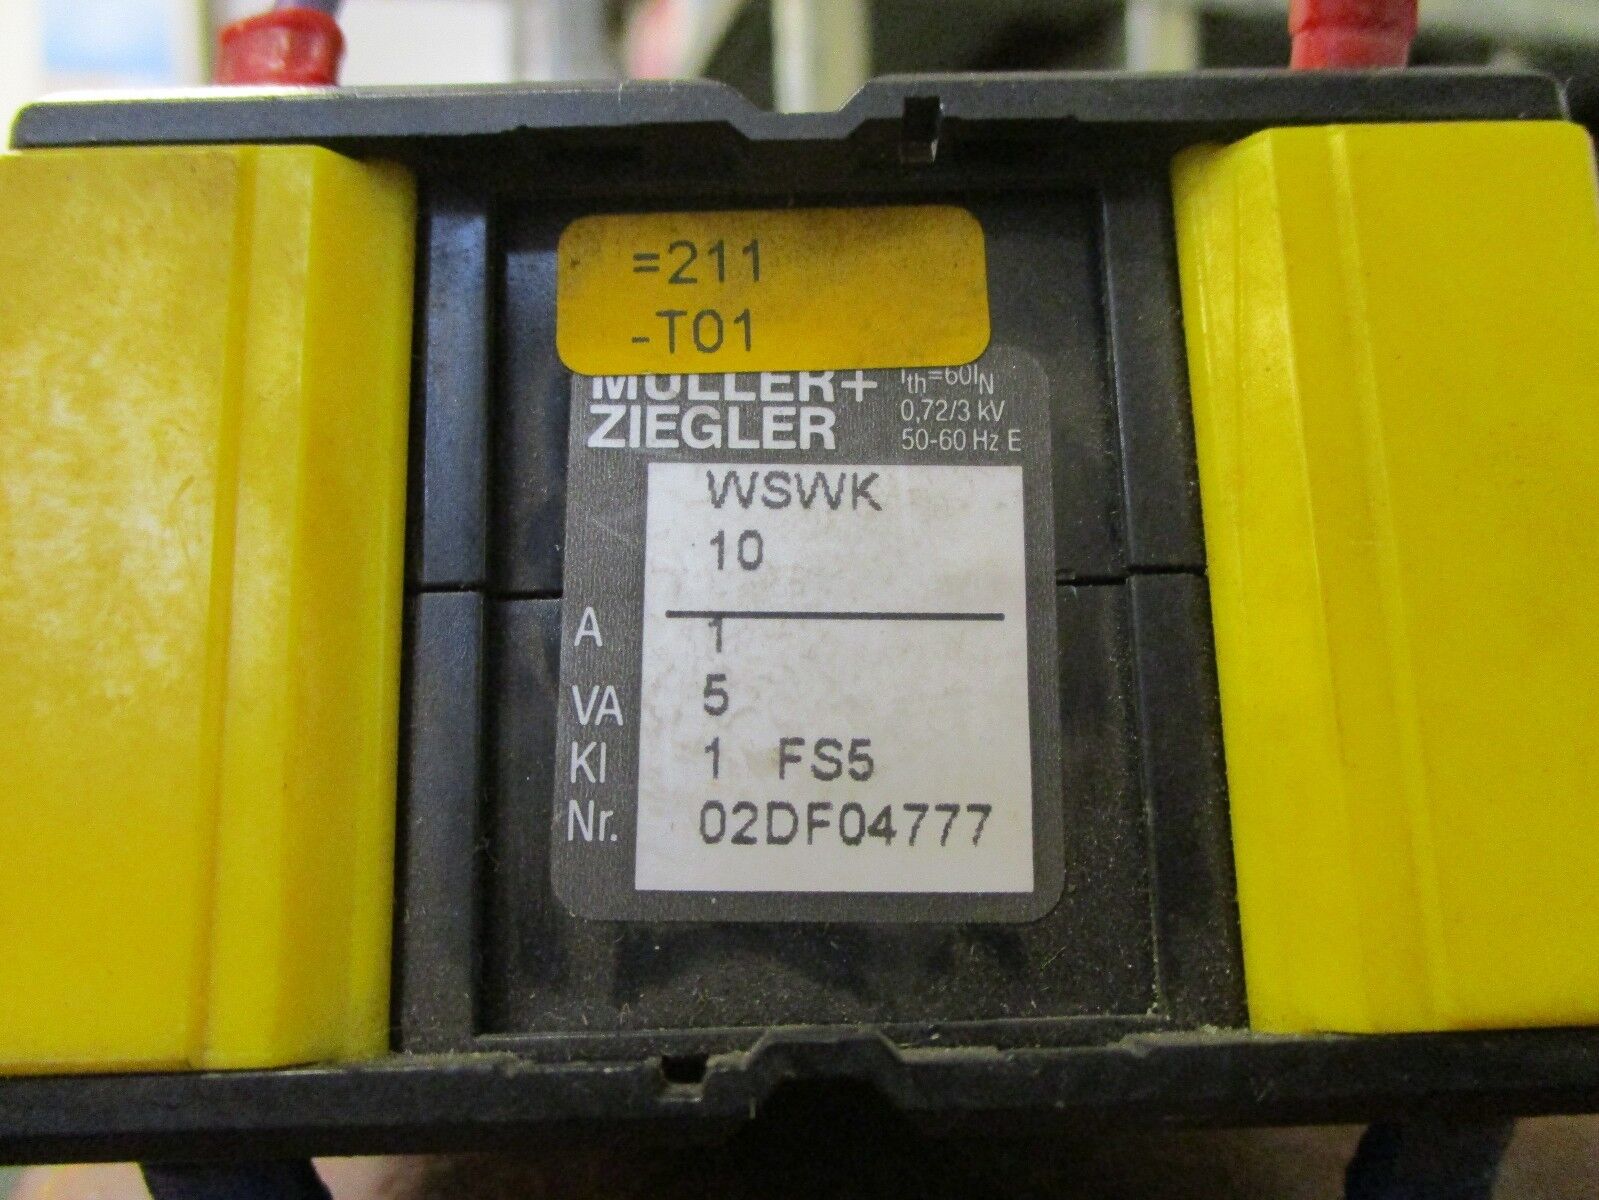 =211
-T01
MÜLLER+
ZIEGLER
Ith=60IN
0,72/3 kV
50-60 Hz E
WSWK
10
A 1
VA 5
Kl 1 FS5
Nr. 02DF04777